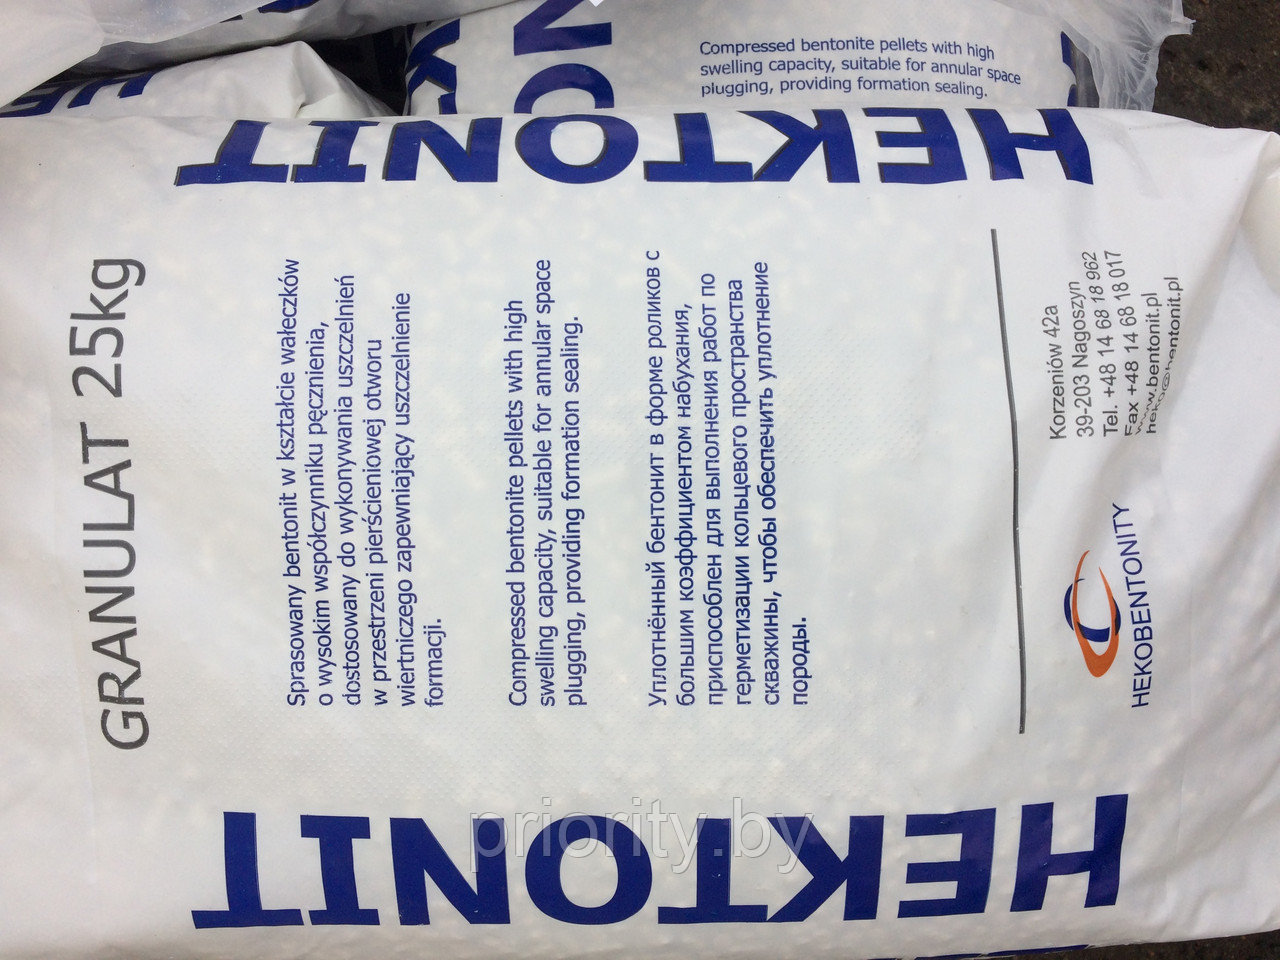 Compressed bentonite pellets with high
swelling capacity, suitable for annular space
plugging, providing formation sealing.
HEKTONIT
GRANULAT 25kg
Sprasowany bentonit w kształcie wałeczków
o wysokim współczynniku pęcznienia,
dostosowany do wykonywania uszczelnień
w przestrzeni pierścieniowej otworu
wiertniczego zapewniający uszczelnienie
formacji.
Compressed bentonite pellets with high
swelling capacity, suitable for annular space
plugging, providing formation sealing.
Уплотнённый бентонит в форме роликов с
большим коэффициентом набухания,
приспособлен для выполнения работ по
герметизации кольцевого пространства
скважины, чтобы обеспечить уплотнение
породы.
Korzeniów 42a
39-203 Nagoszyn
Tel. +48 14 68 18 962
Fax +48 14 68 18 017
www.bentonit.pl
heko@bentonit.pl
HEKOBENTONITY
HEKTONIT
priority.by